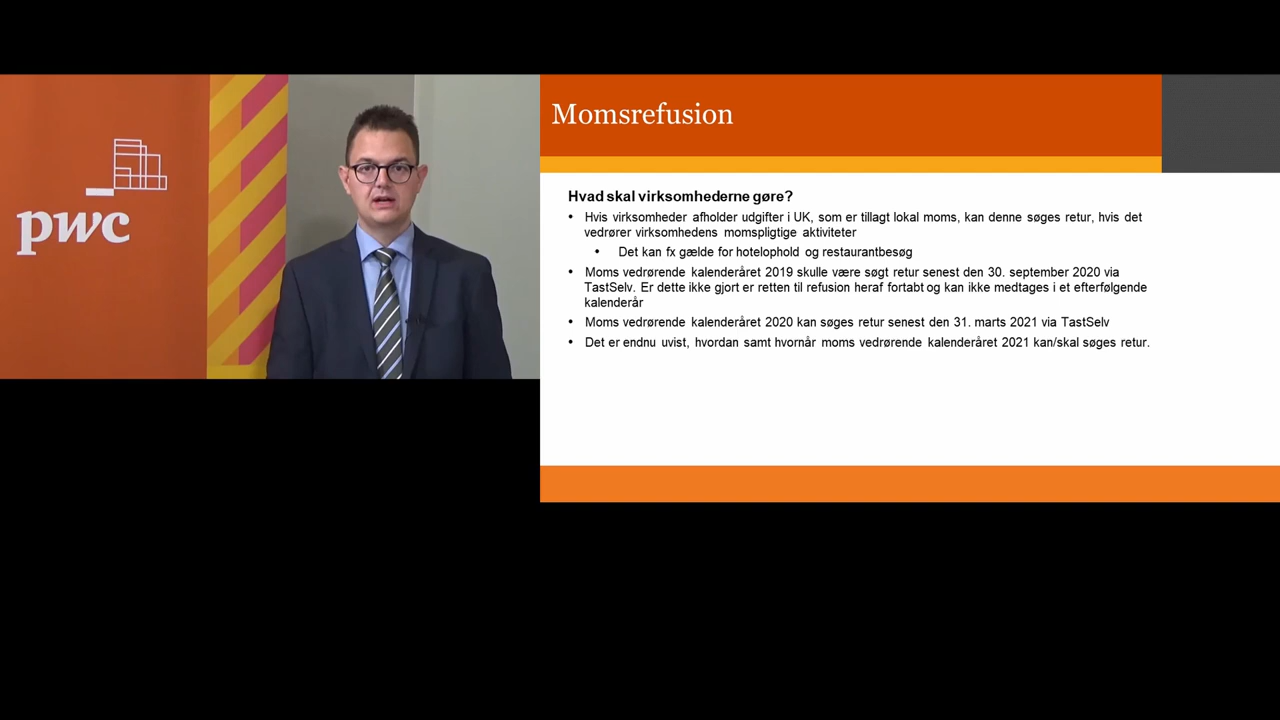 pwc
Momsrefusion
Hvad skal virksomhederne gøre?
• Hvis virksomheder afholder udgifter i UK, som er tillagt lokal moms, kan denne søges retur, hvis det
vedrører virksomhedens momspligtige aktiviteter
• Det kan fx gælde for hotelophold og restaurantbesøg
• Moms vedrørende kalenderåret 2019 skulle være søgt retur senest den 30. september 2020 via
TastSelv. Er dette ikke gjort er retten til refusion heraf fortabt og kan ikke medtages i et efterfølgende
kalenderår
• Moms vedrørende kalenderåret 2020 kan søges retur senest den 31. marts 2021 via TastSelv
• Det er endnu uvist, hvordan samt hvornår moms vedrørende kalenderåret 2021 kan/skal søges retur.